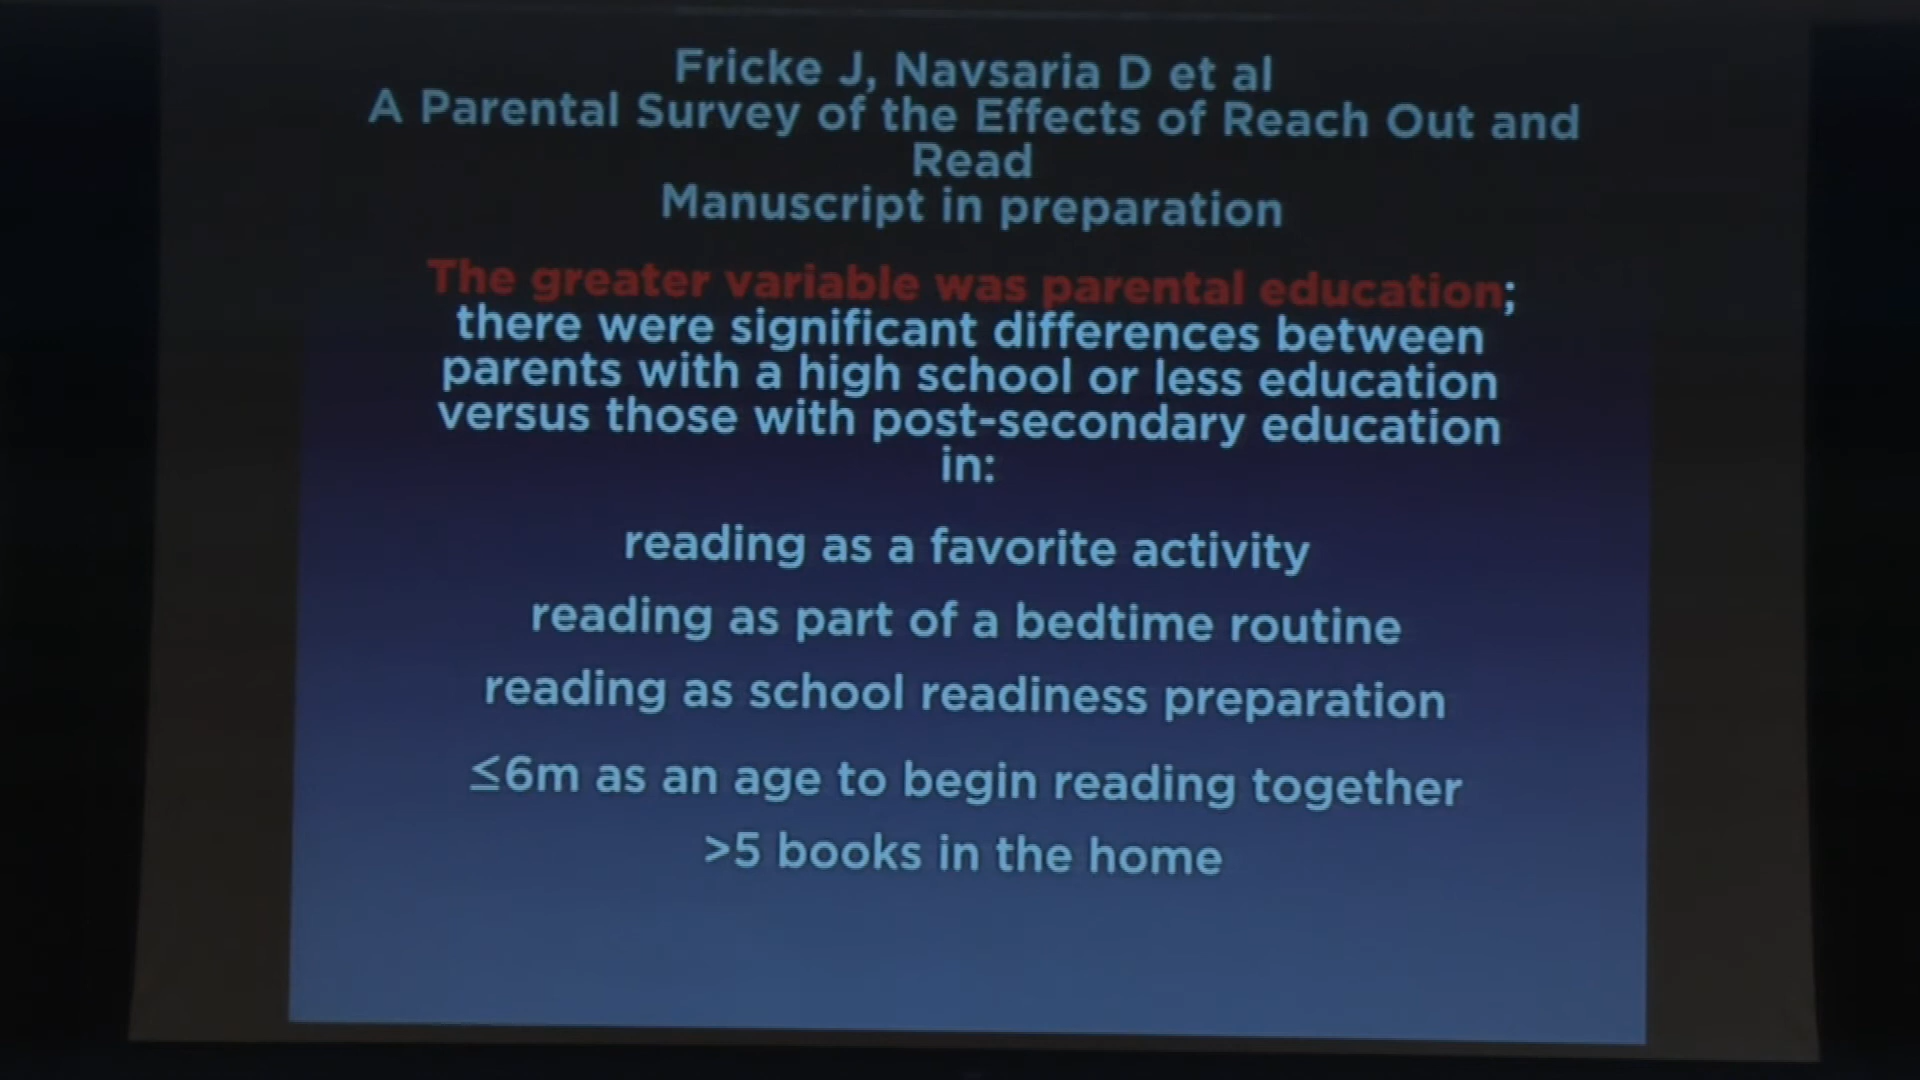 Fricke J, Navsaria D et al
A Parental Survey of the Effects of Reach Out and
Read
Manuscript in preparation
The greater variable was parental education;
there were significant differences between
parents with a high school or less education
versus those with post-secondary education
in:
reading as a favorite activity
reading as part of a bedtime routine
reading as school readiness preparation
≤6m as an age to begin reading together
>5 books in the home